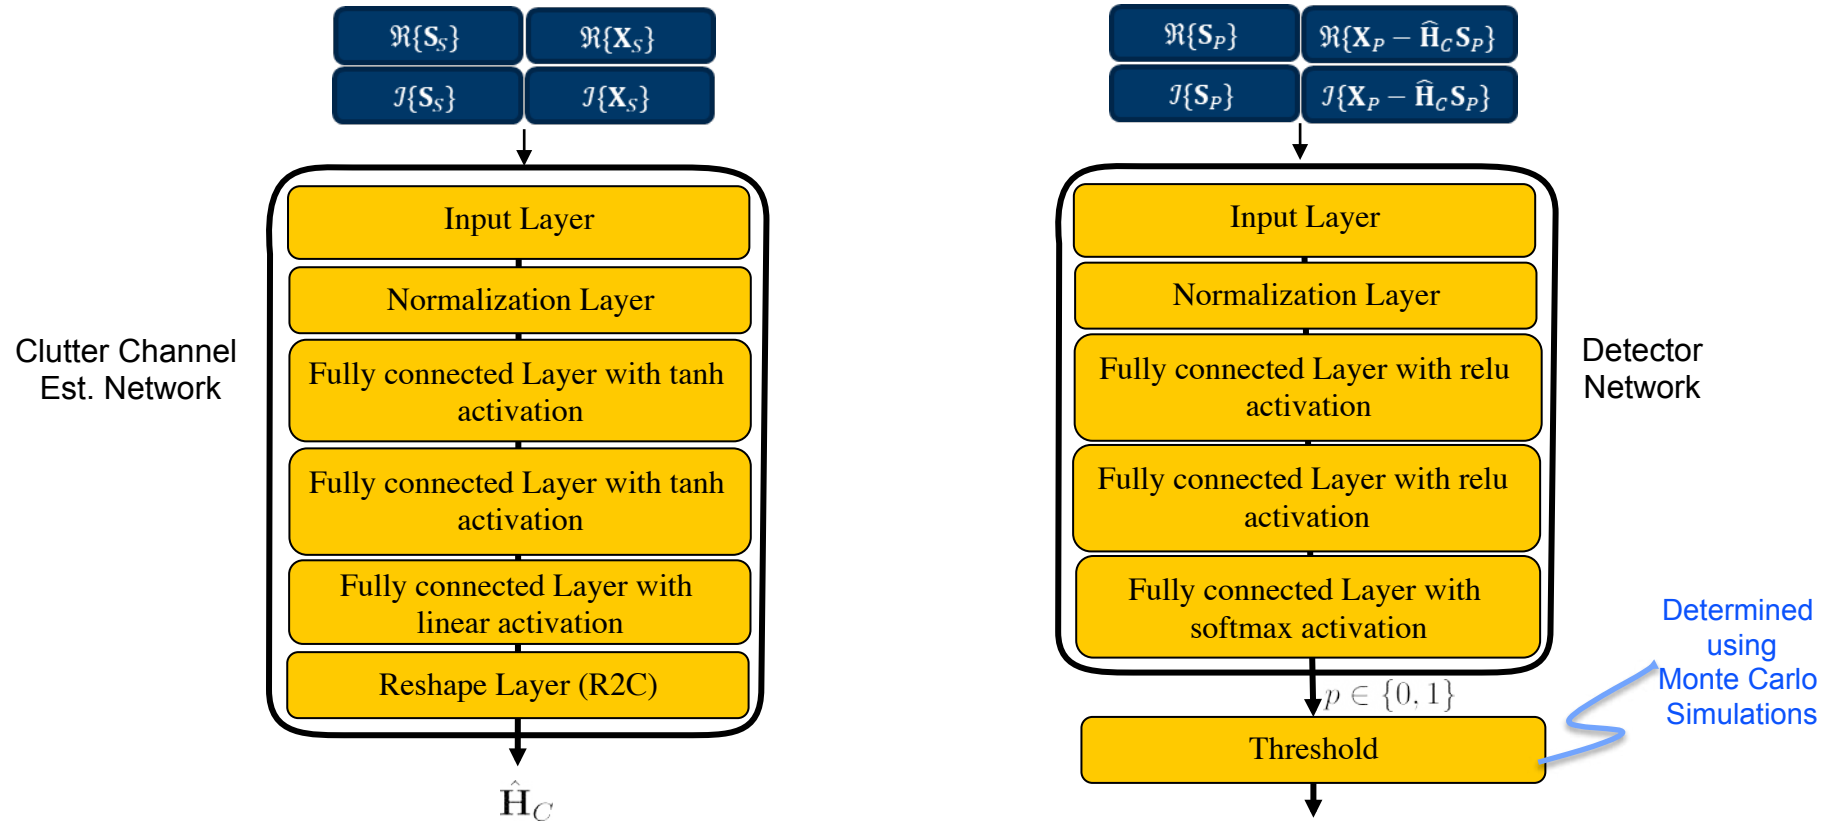 ℜ{S_S} ℜ{X_S}
ℐ{S_S} ℐ{X_S}
Input Layer
Normalization Layer
Fully connected Layer with tanh
activation
Fully connected Layer with tanh
activation
Fully connected Layer with
linear activation
Reshape Layer (R2C)
Ĥ_C
Clutter Channel
Est. Network
ℜ{S_P} ℜ{X_P − Ĥ_C S_P}
ℐ{S_P} ℐ{X_P − Ĥ_C S_P}
Input Layer
Normalization Layer
Fully connected Layer with relu
activation
Fully connected Layer with relu
activation
Fully connected Layer with
softmax activation
p ∈ {0, 1}
Threshold
Detector
Network
Determined
using
Monte Carlo
Simulations